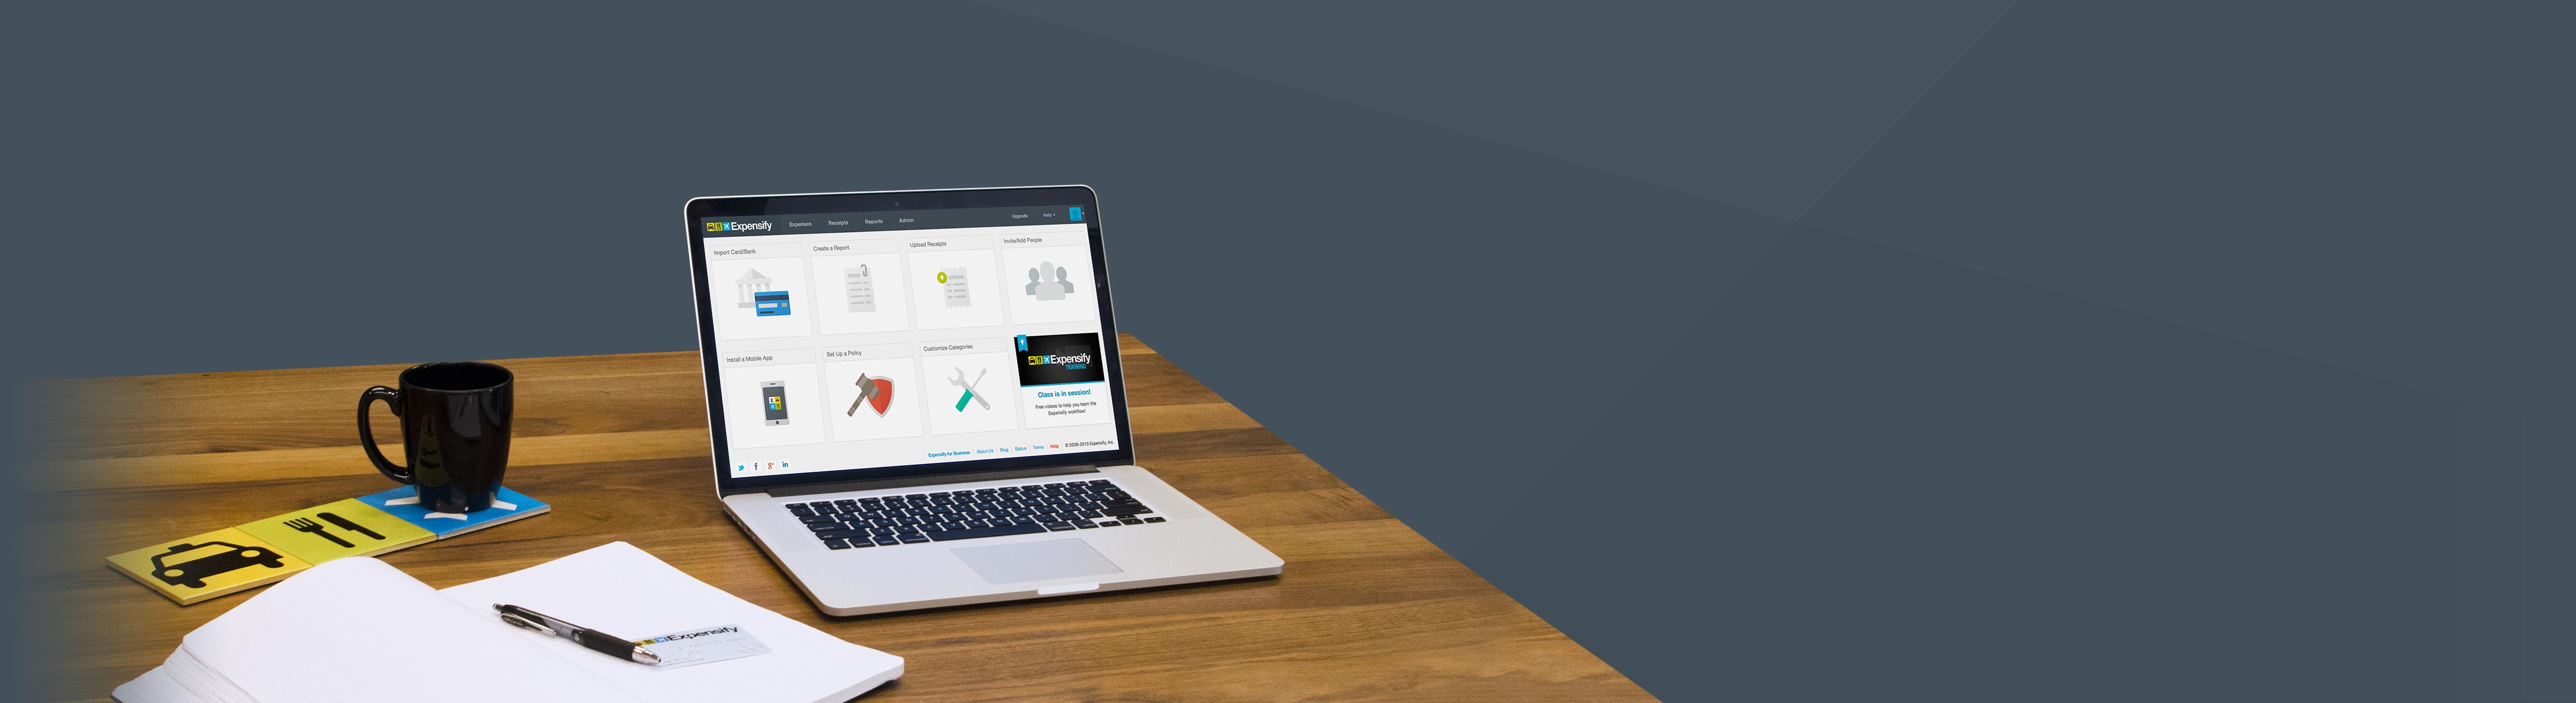 Expensify
Expenses
Receipts
Reports
Admin
Upgrade
Help
Import Card/Bank
Create a Report
Upload Receipts
Invite/Add People
Install a Mobile App
Set Up a Policy
Customize Categories
Expensify
TRAINING
Class is in session!
Free videos to help you learn the
Expensify workflow!
Expensify for Business | About Us | Blog | Status | Terms | Help | © 2008-2013 Expensify, Inc.
Expensify